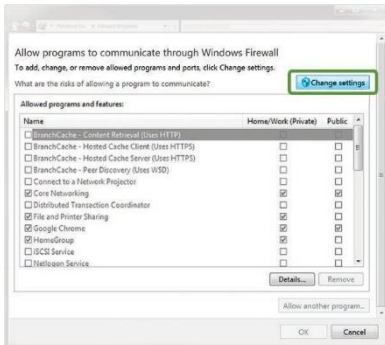 Allow programs to communicate through Windows Firewall
To add, change, or remove allowed programs and ports, click Change settings.
What are the risks of allowing a program to communicate?
Change settings
Allowed programs and features:
Name Home/Work (Private) Public
BranchCache - Content Retrieval (Uses HTTP)
BranchCache - Hosted Cache Client (Uses HTTPS)
BranchCache - Hosted Cache Server (Uses HTTPS)
BranchCache - Peer Discovery (Uses WSD)
Connect to a Network Projector
Core Networking
Distributed Transaction Coordinator
File and Printer Sharing
Google Chrome
HomeGroup
iSCSI Service
Netlogon Service
Details... Remove
Allow another program...
OK Cancel